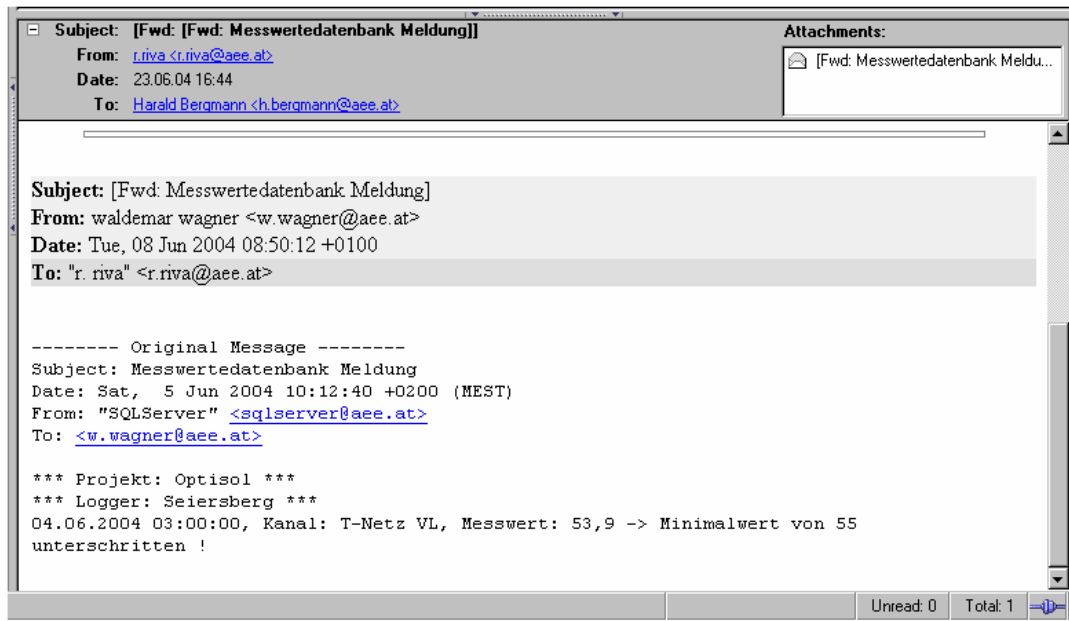 Subject: [Fwd: [Fwd: Messwertedatenbank Meldung]]
From: r.riva <r.riva@aee.at>
Date: 23.06.04 16:44
To: Harald Bergmann <h.bergmann@aee.at>
Attachments:
[Fwd: Messwertedatenbank Meldu...
Subject: [Fwd: Messwertedatenbank Meldung]
From: waldemar wagner <w.wagner@aee.at>
Date: Tue, 08 Jun 2004 08:50:12 +0100
To: "r. riva" <r.riva@aee.at>
-------- Original Message --------
Subject: Messwertedatenbank Meldung
Date: Sat,  5 Jun 2004 10:12:40 +0200 (MEST)
From: "SQLServer" <sqlserver@aee.at>
To: <w.wagner@aee.at>
*** Projekt: Optisol ***
*** Logger: Seiersberg ***
04.06.2004 03:00:00, Kanal: T-Netz VL, Messwert: 53,9 -> Minimalwert von 55
unterschritten !
Unread: 0 Total: 1